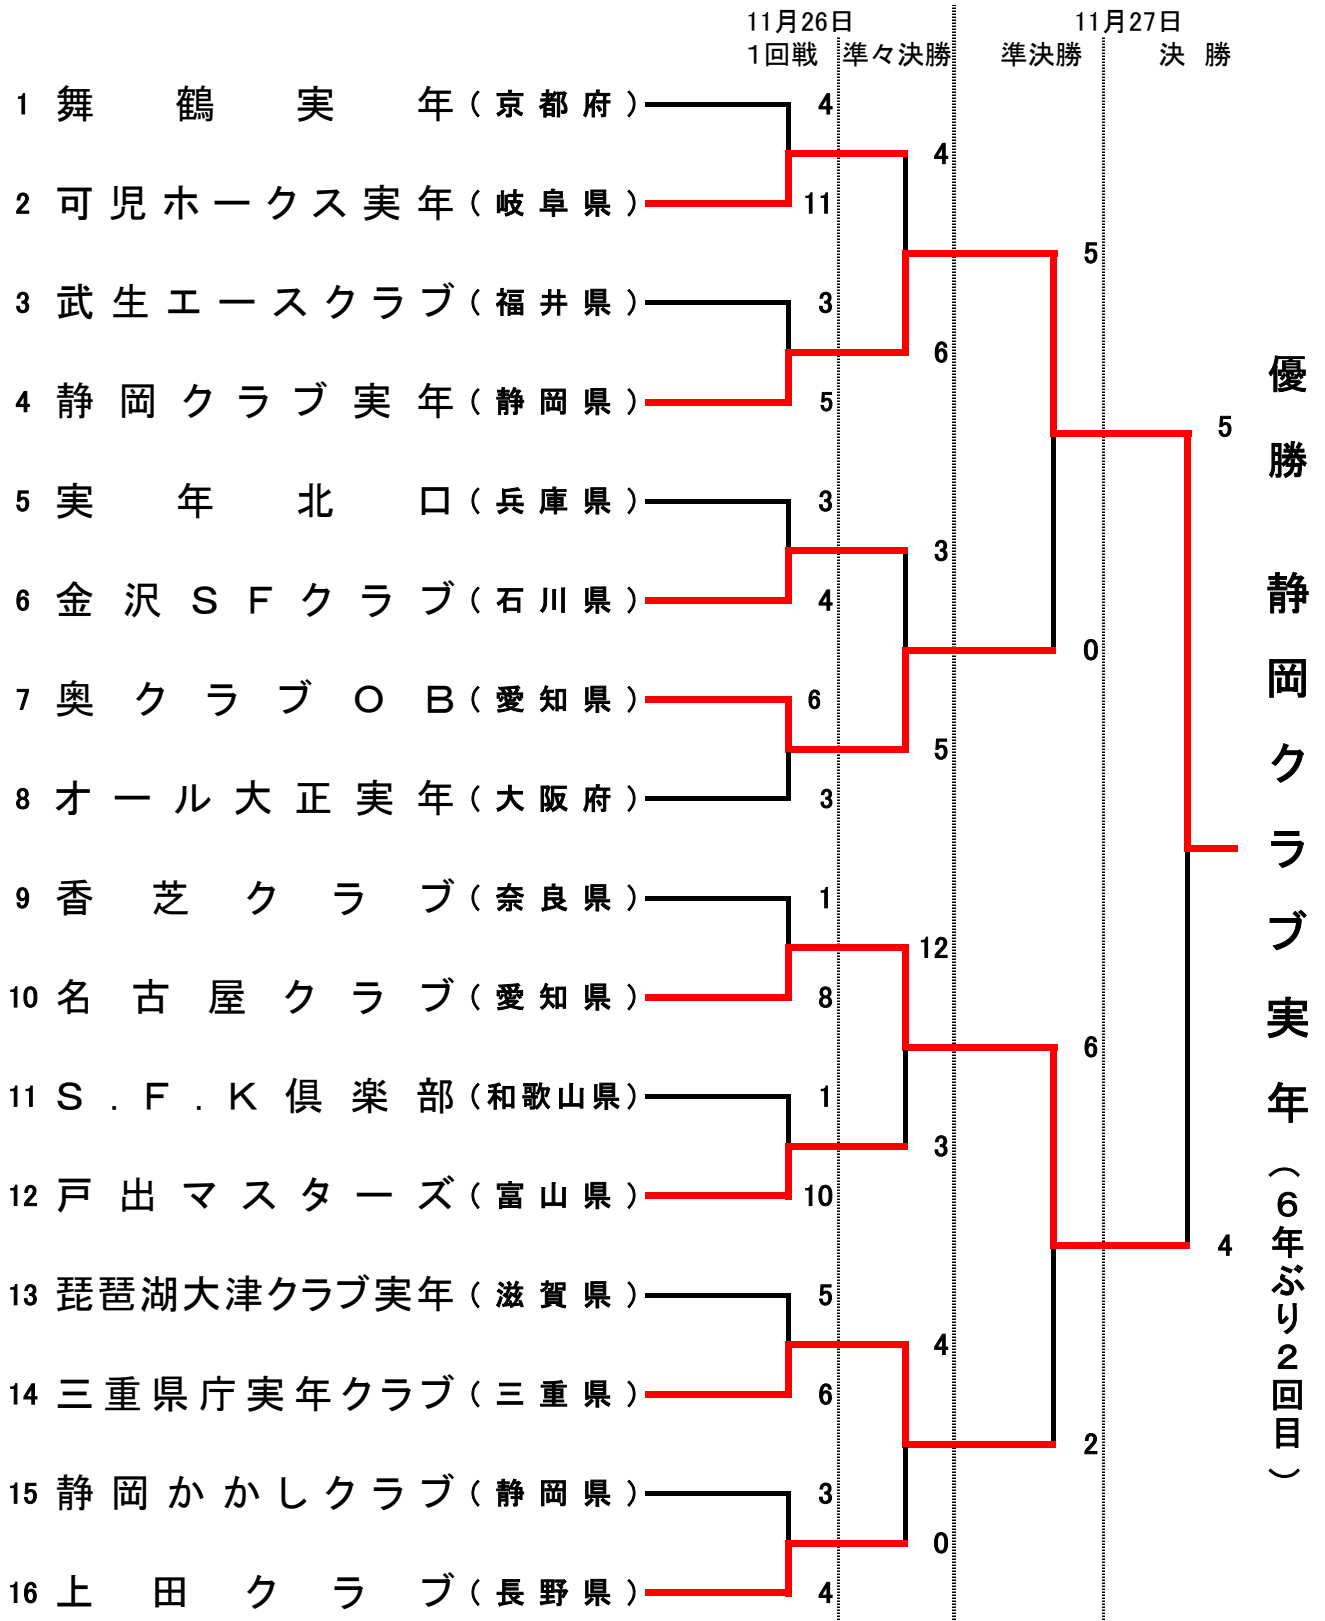 11月26日 11月27日
1回戦 準々決勝 準決勝 決勝
1 舞鶴実年(京都府) 4
4
2 可児ホークス実年(岐阜県) 11
5
3 武生エースクラブ(福井県) 3
6
4 静岡クラブ実年(静岡県) 5
5
5 実年北口(兵庫県) 3
3
6 金沢SFクラブ(石川県) 4
0
7 奥クラブOB(愛知県) 6
5
8 オール大正実年(大阪府) 3
9 香芝クラブ(奈良県) 1
12
10 名古屋クラブ(愛知県) 8
6
11 S.F.K倶楽部(和歌山県) 1
3
12 戸出マスターズ(富山県) 10
4
13 琵琶湖大津クラブ実年(滋賀県) 5
4
14 三重県庁実年クラブ(三重県) 6
2
15 静岡かかしクラブ(静岡県) 3
0
16 上田クラブ(長野県) 4
優勝 静岡クラブ実年(6年ぶり2回目)